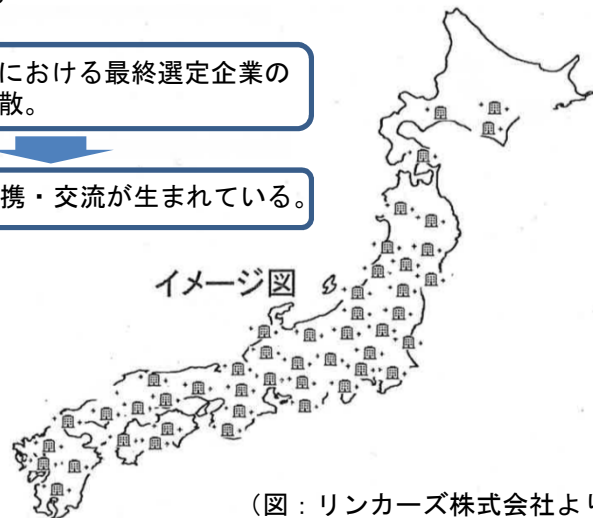 における最終選定企業の
散。
携・交流が生まれている。
イメージ図
（図：リンカーズ株式会社よ